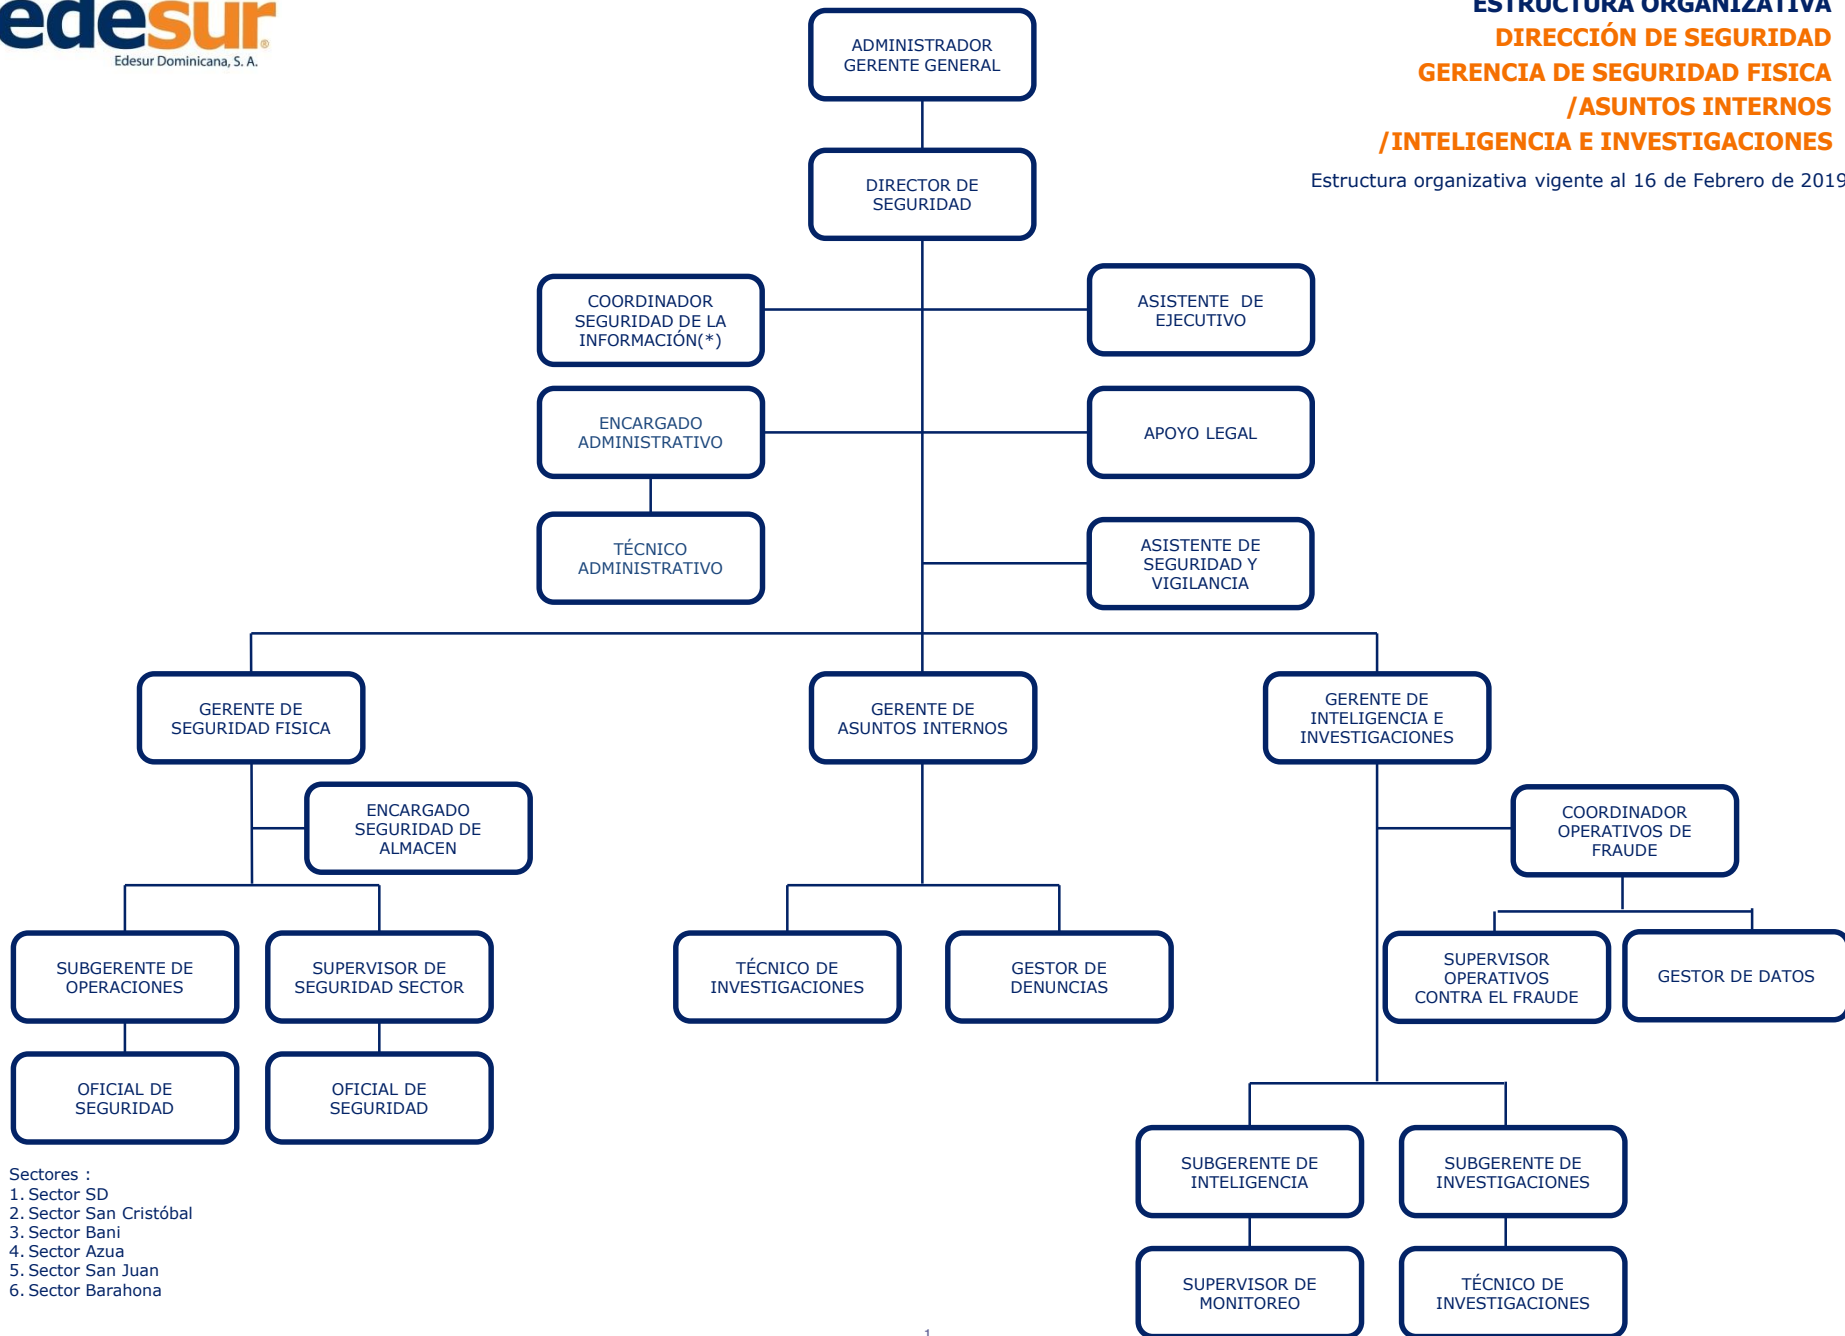 edesur
Edesur Dominicana, S. A.
ESTRUCTURA ORGANIZATIVA
DIRECCIÓN DE SEGURIDAD
GERENCIA DE SEGURIDAD FISICA
/ASUNTOS INTERNOS
/INTELIGENCIA E INVESTIGACIONES
Estructura organizativa vigente al 16 de Febrero de 2019
ADMINISTRADOR
GERENTE GENERAL
DIRECTOR DE
SEGURIDAD
COORDINADOR
SEGURIDAD DE LA
INFORMACIÓN(*)
ASISTENTE DE
EJECUTIVO
ENCARGADO
ADMINISTRATIVO
APOYO LEGAL
TÉCNICO
ADMINISTRATIVO
ASISTENTE DE
SEGURIDAD Y
VIGILANCIA
GERENTE DE
SEGURIDAD FISICA
GERENTE DE
ASUNTOS INTERNOS
GERENTE DE
INTELIGENCIA E
INVESTIGACIONES
ENCARGADO
SEGURIDAD DE
ALMACEN
COORDINADOR
OPERATIVOS DE
FRAUDE
SUBGERENTE DE
OPERACIONES
SUPERVISOR DE
SEGURIDAD SECTOR
TÉCNICO DE
INVESTIGACIONES
GESTOR DE
DENUNCIAS
SUPERVISOR
OPERATIVOS
CONTRA EL FRAUDE
GESTOR DE DATOS
OFICIAL DE
SEGURIDAD
OFICIAL DE
SEGURIDAD
SUBGERENTE DE
INTELIGENCIA
SUBGERENTE DE
INVESTIGACIONES
SUPERVISOR DE
MONITOREO
TÉCNICO DE
INVESTIGACIONES
Sectores :
1. Sector SD
2. Sector San Cristóbal
3. Sector Bani
4. Sector Azua
5. Sector San Juan
6. Sector Barahona
1